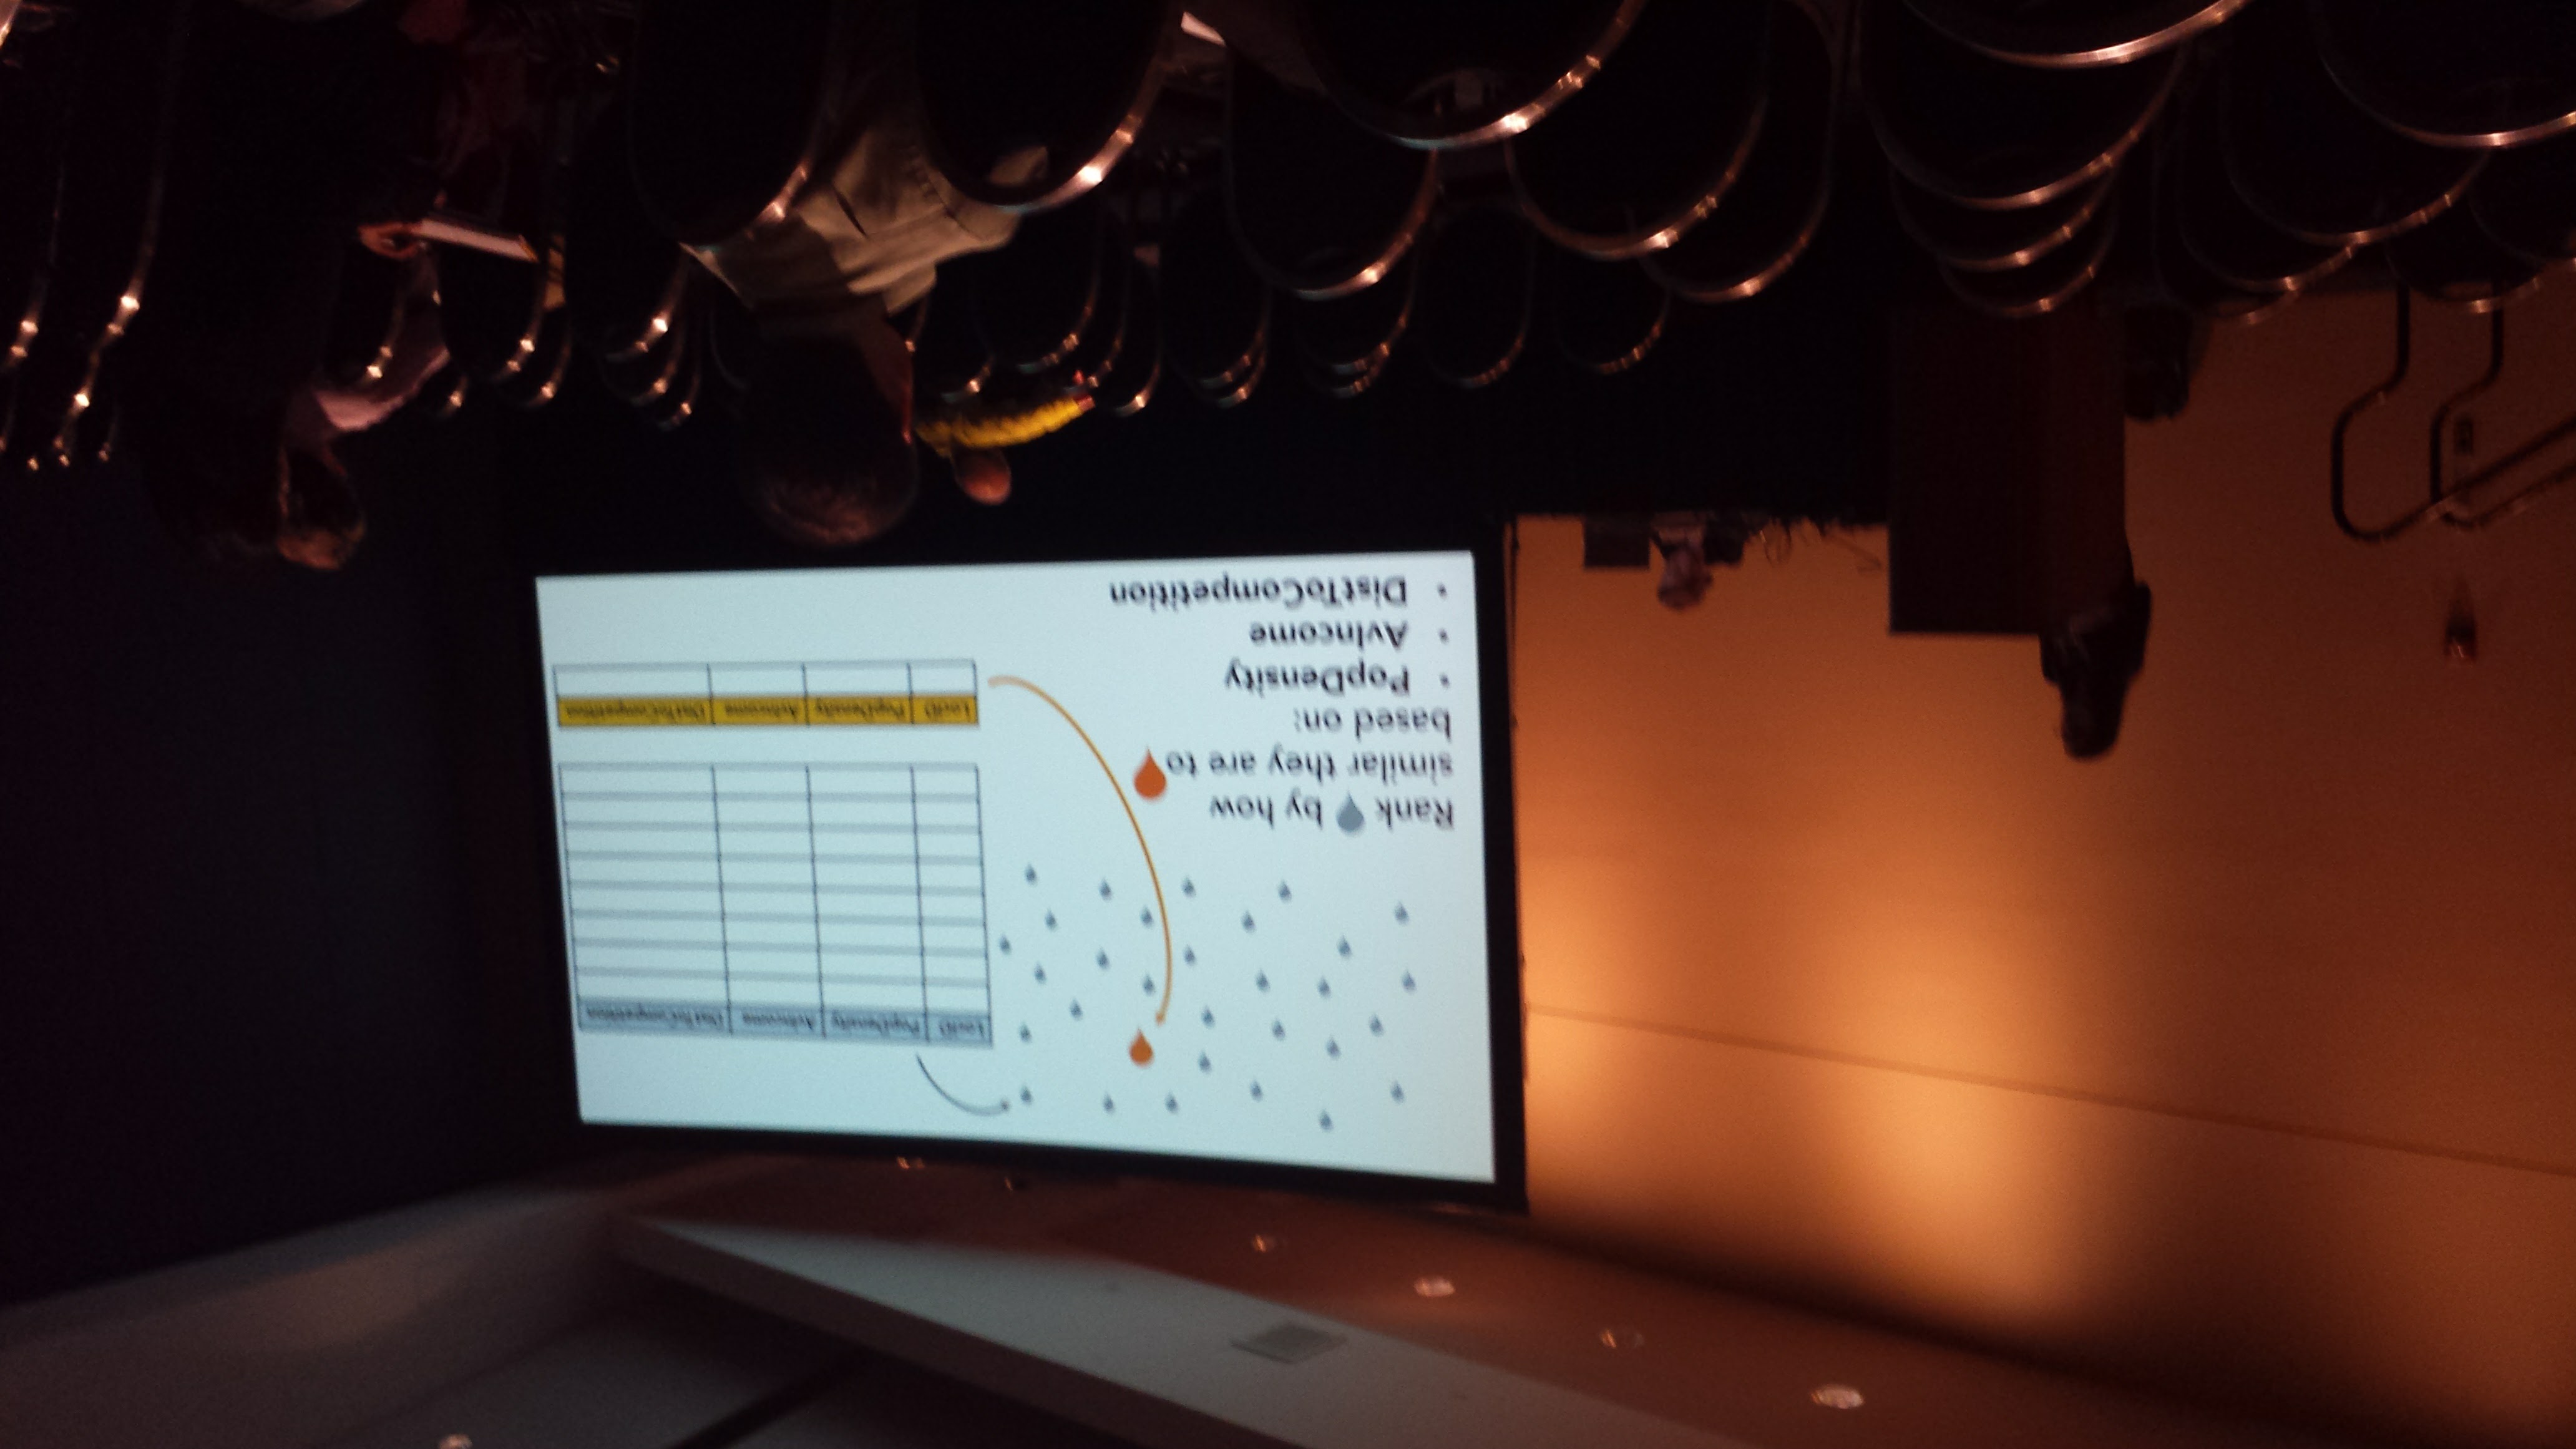 LocID PopDensity AvIncome DistToCompetition
Rank by how
similar they are to
based on:
• PopDensity
• AvIncome
• DistToCompetition
LocID PopDensity AvIncome DistToCompetition